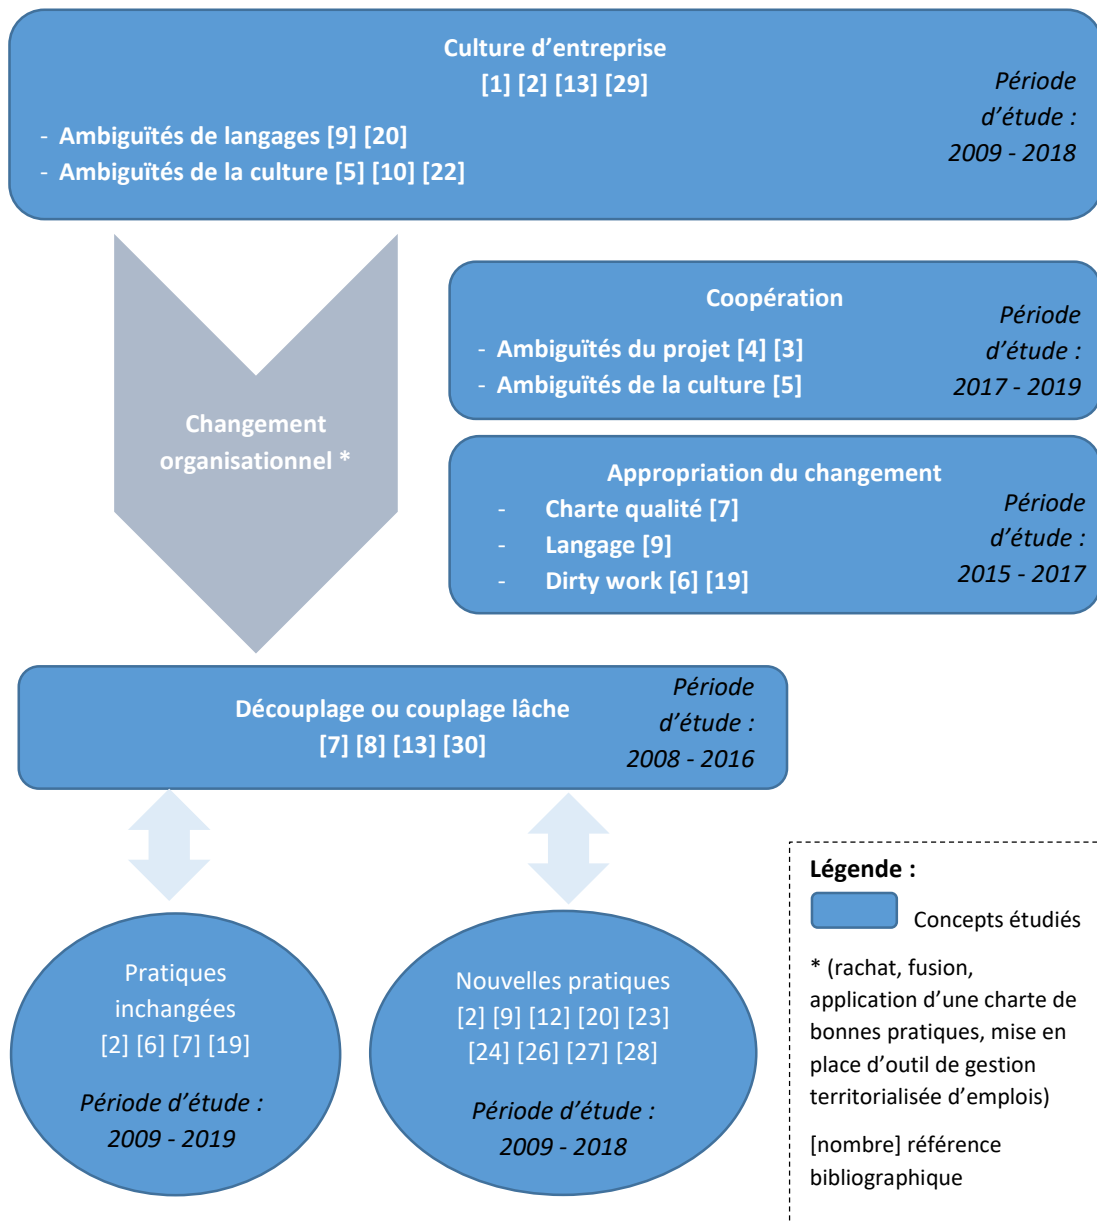 Culture d’entreprise
[1] [2] [13] [29]
- Ambiguïtés de langages [9] [20]
- Ambiguïtés de la culture [5] [10] [22]
Période
d’étude :
2009 - 2018
Changement
organisationnel *
Coopération
- Ambiguïtés du projet [4] [3]
- Ambiguïtés de la culture [5]
Période
d’étude :
2017 - 2019
Appropriation du changement
- Charte qualité [7]
- Langage [9]
- Dirty work [6] [19]
Période
d’étude :
2015 - 2017
Découplage ou couplage lâche
[7] [8] [13] [30]
Période
d’étude :
2008 - 2016
Pratiques
inchangées
[2] [6] [7] [19]
Période d’étude :
2009 - 2019
Nouvelles pratiques
[2] [9] [12] [20] [23]
[24] [26] [27] [28]
Période d’étude :
2009 - 2018
Légende :
Concepts étudiés
* (rachat, fusion,
application d’une charte de
bonnes pratiques, mise en
place d’outil de gestion
territorialisée d’emplois)
[nombre] référence
bibliographique